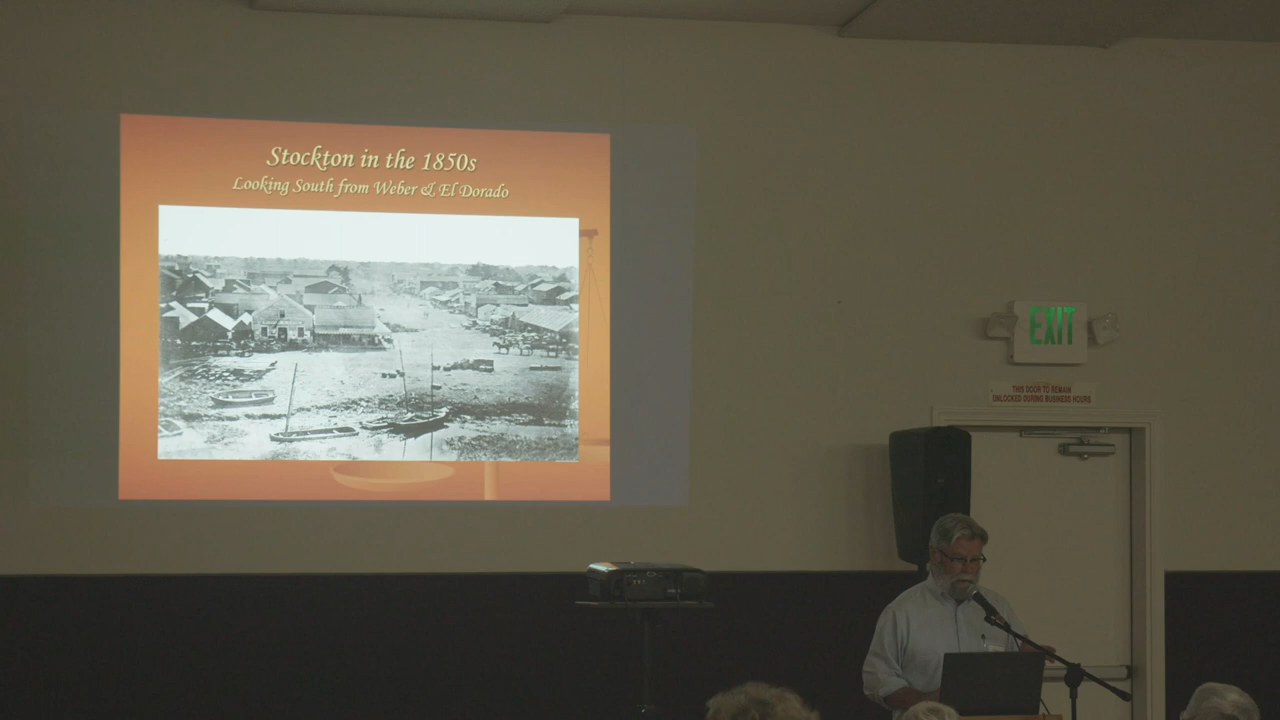 Stockton in the 1850s
Looking South from Weber & El Dorado
EXIT
THIS DOOR TO REMAIN
UNLOCKED DURING BUSINESS HOURS